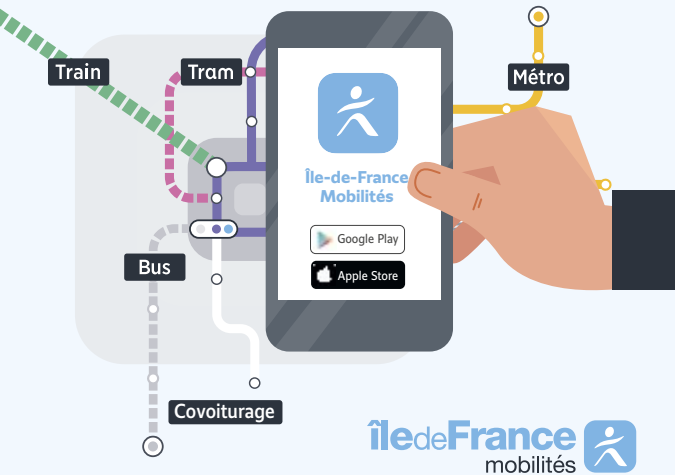 Train
Tram
Métro
Île-de-France
Mobilités
Google Play
Apple Store
Bus
Covoiturage
îledeFrance
mobilités